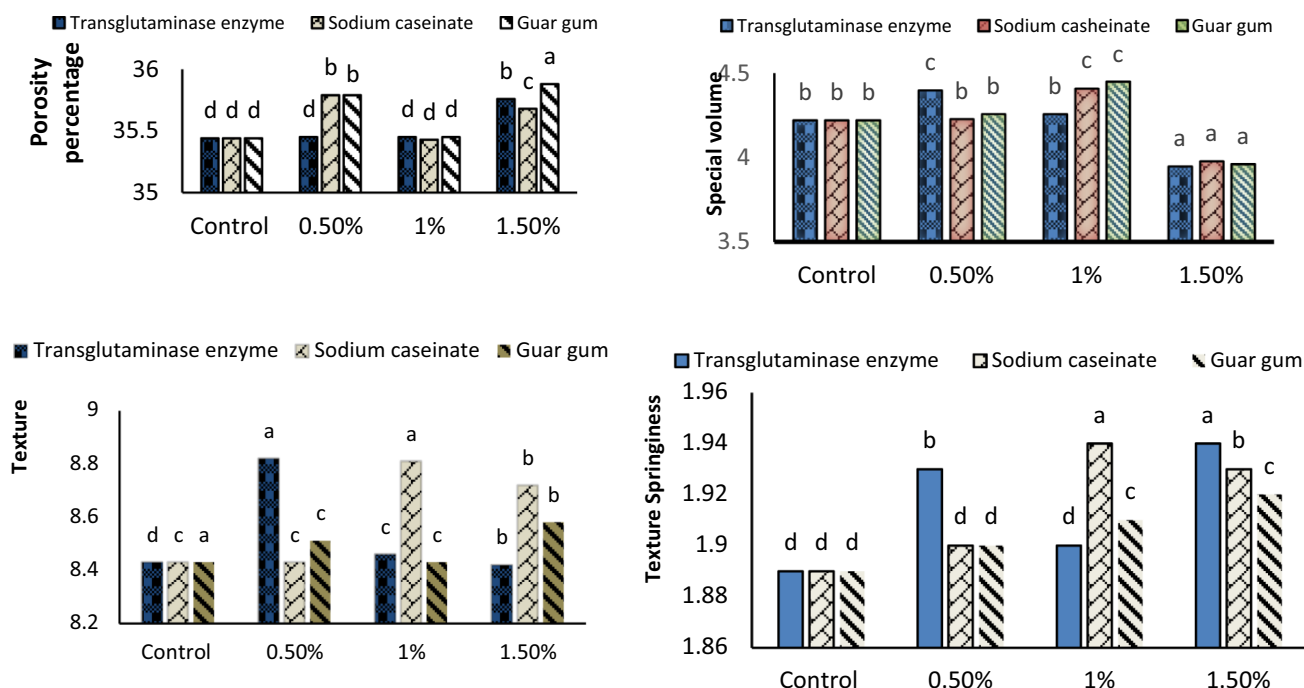 Transglutaminase enzyme Sodium caseinate Guar gum
Porosity percentage
36
35.5
35
d d d d b b d d d b c a
Control 0.50% 1% 1.50%
Transglutaminase enzyme Sodium casheinate Guar gum
Special volume
4.5
4
3.5
b b b c b b b c c a a a
Control 0.50% 1% 1.50%
Transglutaminase enzyme Sodium caseinate Guar gum
Texture
9
8.8
8.6
8.4
8.2
d c a a c c c a c b b b
Control 0.50% 1% 1.50%
Transglutaminase enzyme Sodium caseinate Guar gum
Texture Springiness
1.96
1.94
1.92
1.9
1.88
1.86
d d d b d d d a c a b c
Control 0.50% 1% 1.50%